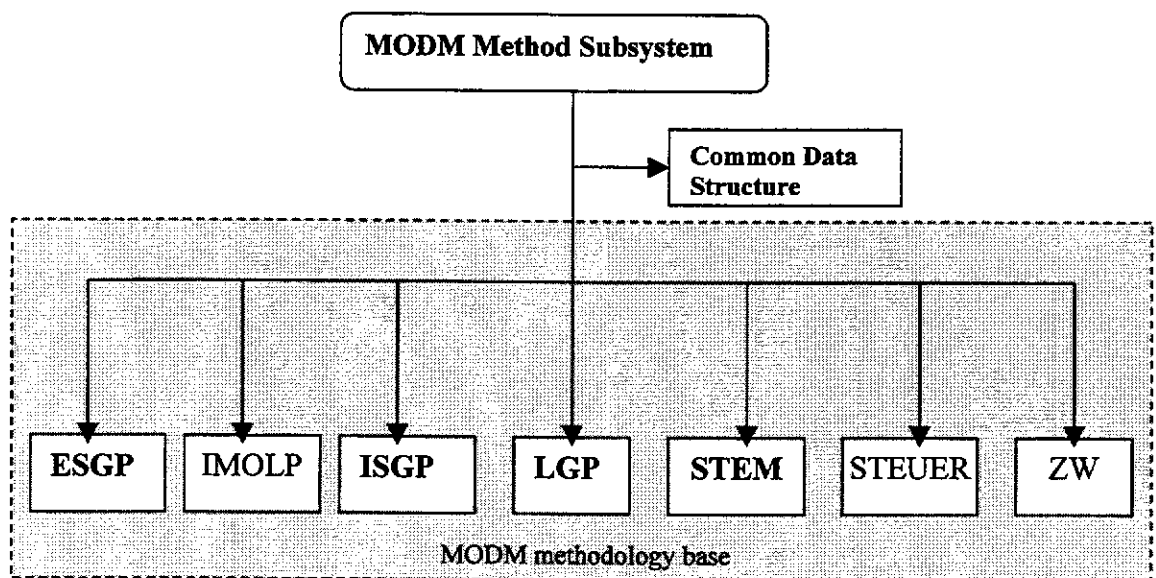 MODM Method Subsystem
Common Data
Structure
ESGP
IMOLP
ISGP
LGP
STEM
STEUER
ZW
MODM methodology base